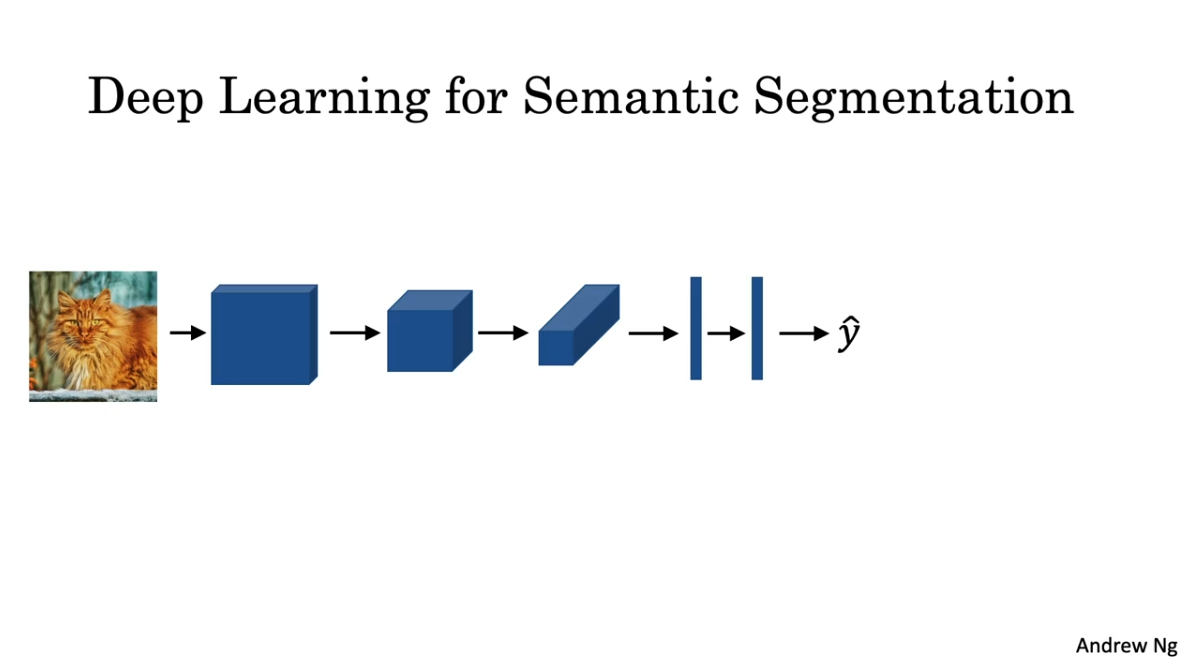 Deep Learning for Semantic Segmentation
ŷ
Andrew Ng